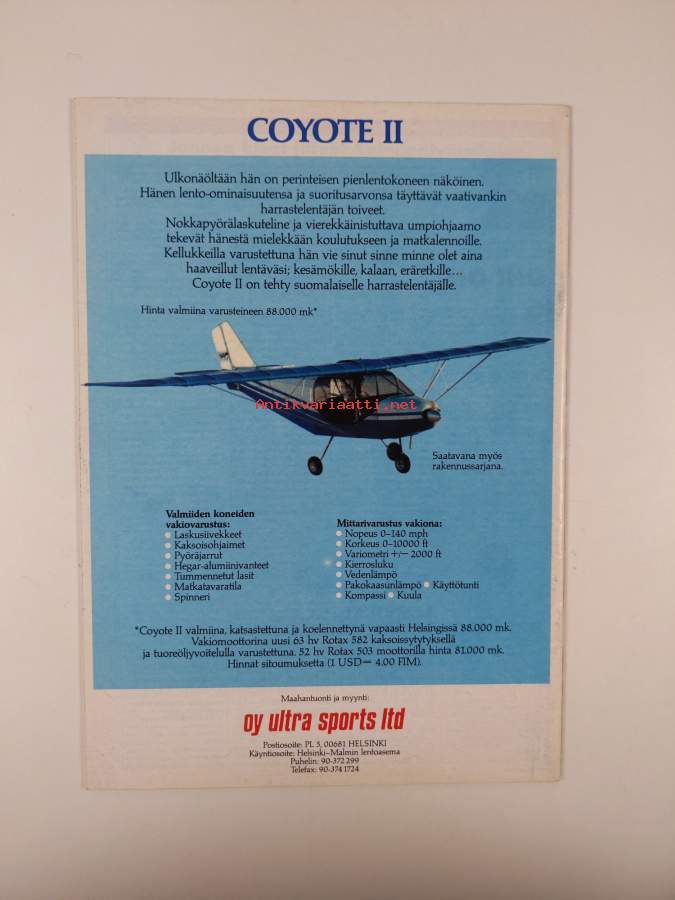 COYOTE II
Ulkonäöltään hän on perinteisen pienlentokoneen näköinen.
Hänen lento-ominaisuutensa ja suoritusarvonsa täyttävät vaativankin
harrastelentäjän toiveet.
Nokkapyörälaskuteline ja vierekkäinistuttava umpiohjaamo
tekevät hänestä mielekkään koulutukseen ja matkalennoille.
Kellukkeilla varustettuna hän vie sinut sinne minne olet aina
haaveillut lentäväsi; kesämökille, kalaan, eräretkille...
Coyote II on tehty suomalaiselle harrastelentäjälle.
Hinta valmiina varusteineen 88.000 mk*
Antikvariaatti.net
Saatavana myös
rakennussarjana.
Valmiiden koneiden
vakiovarustus:
● Laskusiivekkeet
● Kaksoisohjaimet
● Pyöräjarrut
● Hegar-alumiinivanteet
● Tummennetut lasit
● Matkatavaratila
● Spinneri
Mittarivarustus vakiona:
● Nopeus 0–140 mph
● Korkeus 0–10000 ft
● Variometri +/− 2000 ft
● Kierrosluku
● Vedenlämpö
● Pakokaasunlämpö ● Käyttötunti
● Kompassi ● Kuula
*Coyote II valmiina, katsastettuna ja koelennettynä vapaasti Helsingissä 88.000 mk.
Vakiomoottorina uusi 63 hv Rotax 582 kaksoissytytyksellä
ja tuoreöljyvoitelulla varustettuna. 52 hv Rotax 503 moottorilla hinta 81.000 mk.
Hinnat sitoumuksetta (1 USD = 4.00 FIM).
Maahantuonti ja myynti:
oy ultra sports ltd
Postiosoite: PL 5, 00681 HELSINKI
Käyntiosoite: Helsinki–Malmin lentoasema
Puhelin: 90-372 299
Telefax: 90-374 1724